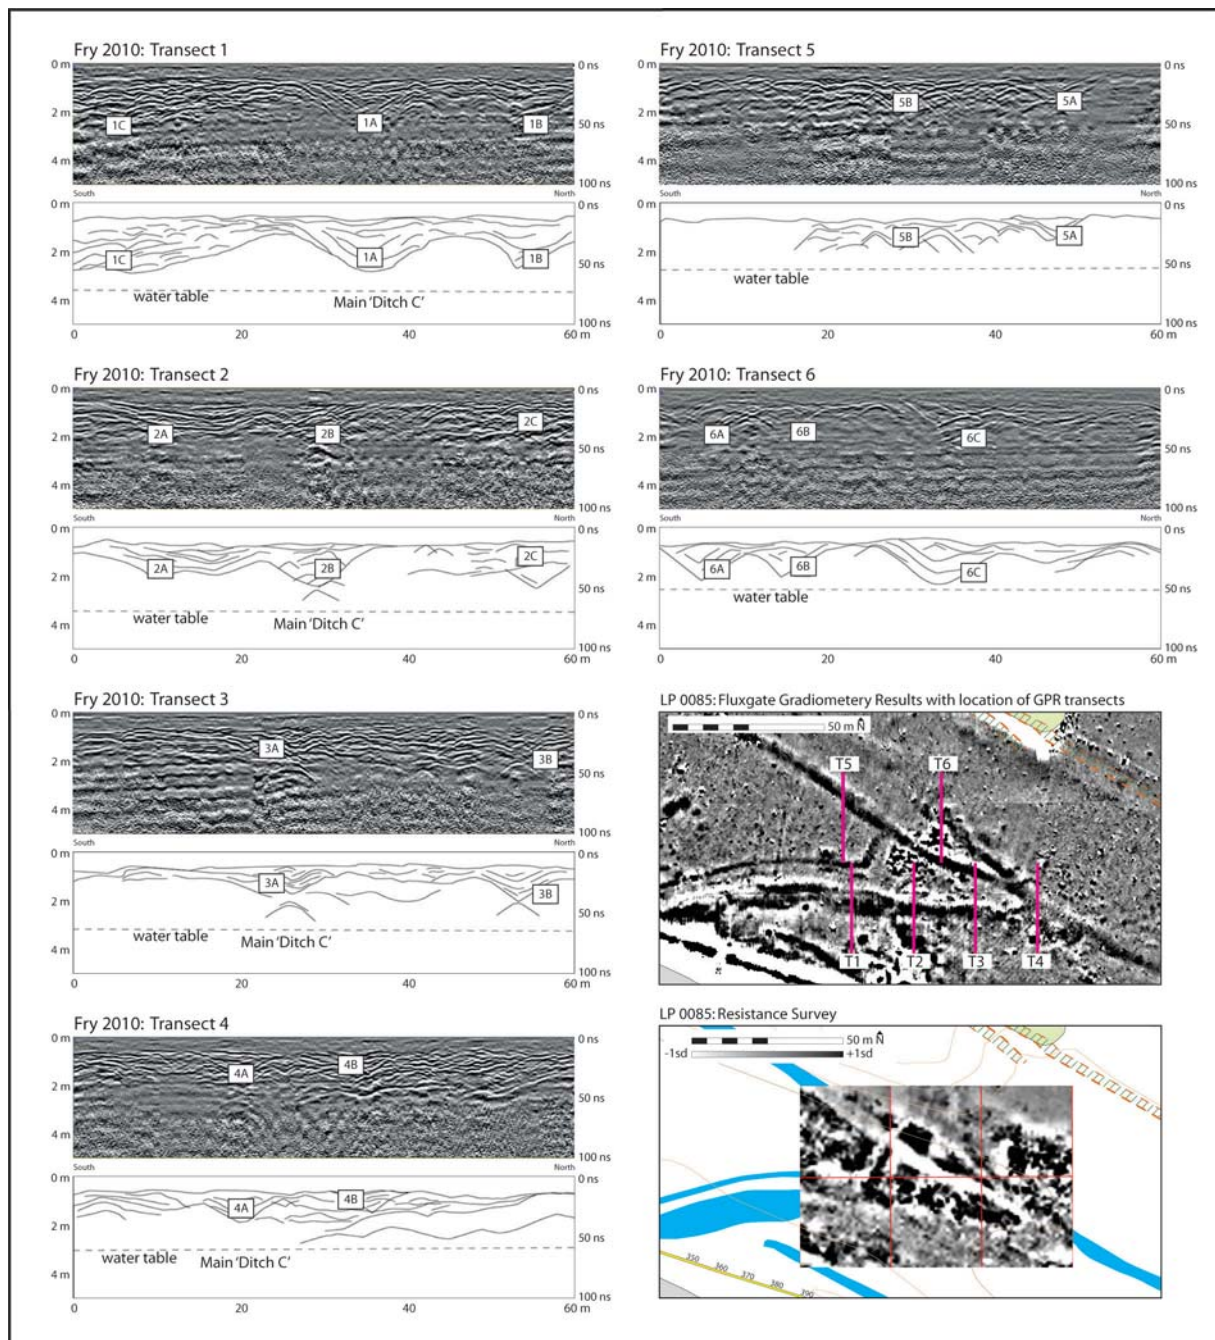 Fry 2010: Transect 1
0 m
0 ns
2 m
1C
1A
1B
50 ns
4 m
100 ns
South
North
0 m
0 ns
2 m
1C
1A
1B
50 ns
water table
Main 'Ditch C'
4 m
100 ns
0
20
40
60 m
Fry 2010: Transect 2
0 m
0 ns
2 m
2A
2B
2C
50 ns
4 m
100 ns
South
North
0 m
0 ns
2 m
2A
2B
2C
50 ns
water table
Main 'Ditch C'
4 m
100 ns
0
20
40
60 m
Fry 2010: Transect 3
0 m
0 ns
2 m
3A
3B
50 ns
4 m
100 ns
0 m
0 ns
2 m
3A
3B
50 ns
water table
Main 'Ditch C'
4 m
100 ns
0
20
40
60 m
Fry 2010: Transect 4
0 m
0 ns
2 m
4A
4B
50 ns
4 m
100 ns
South
North
0 m
0 ns
2 m
4A
4B
50 ns
water table
Main 'Ditch C'
4 m
100 ns
0
20
40
60 m
Fry 2010: Transect 5
0 m
0 ns
2 m
5B
5A
50 ns
4 m
100 ns
South
North
0 m
0 ns
2 m
5B
5A
50 ns
water table
4 m
100 ns
0
20
40
60 m
Fry 2010: Transect 6
0 m
0 ns
2 m
6A
6B
6C
50 ns
4 m
100 ns
South
North
0 m
0 ns
2 m
6A
6B
6C
50 ns
water table
4 m
100 ns
0
20
40
60 m
LP 0085: Fluxgate Gradiometery Results with location of GPR transects
50 m N
T5
T6
T1
T2
T3
T4
LP 0085: Resistance Survey
50 m N
-1sd
+1sd
350
360
370
380
390